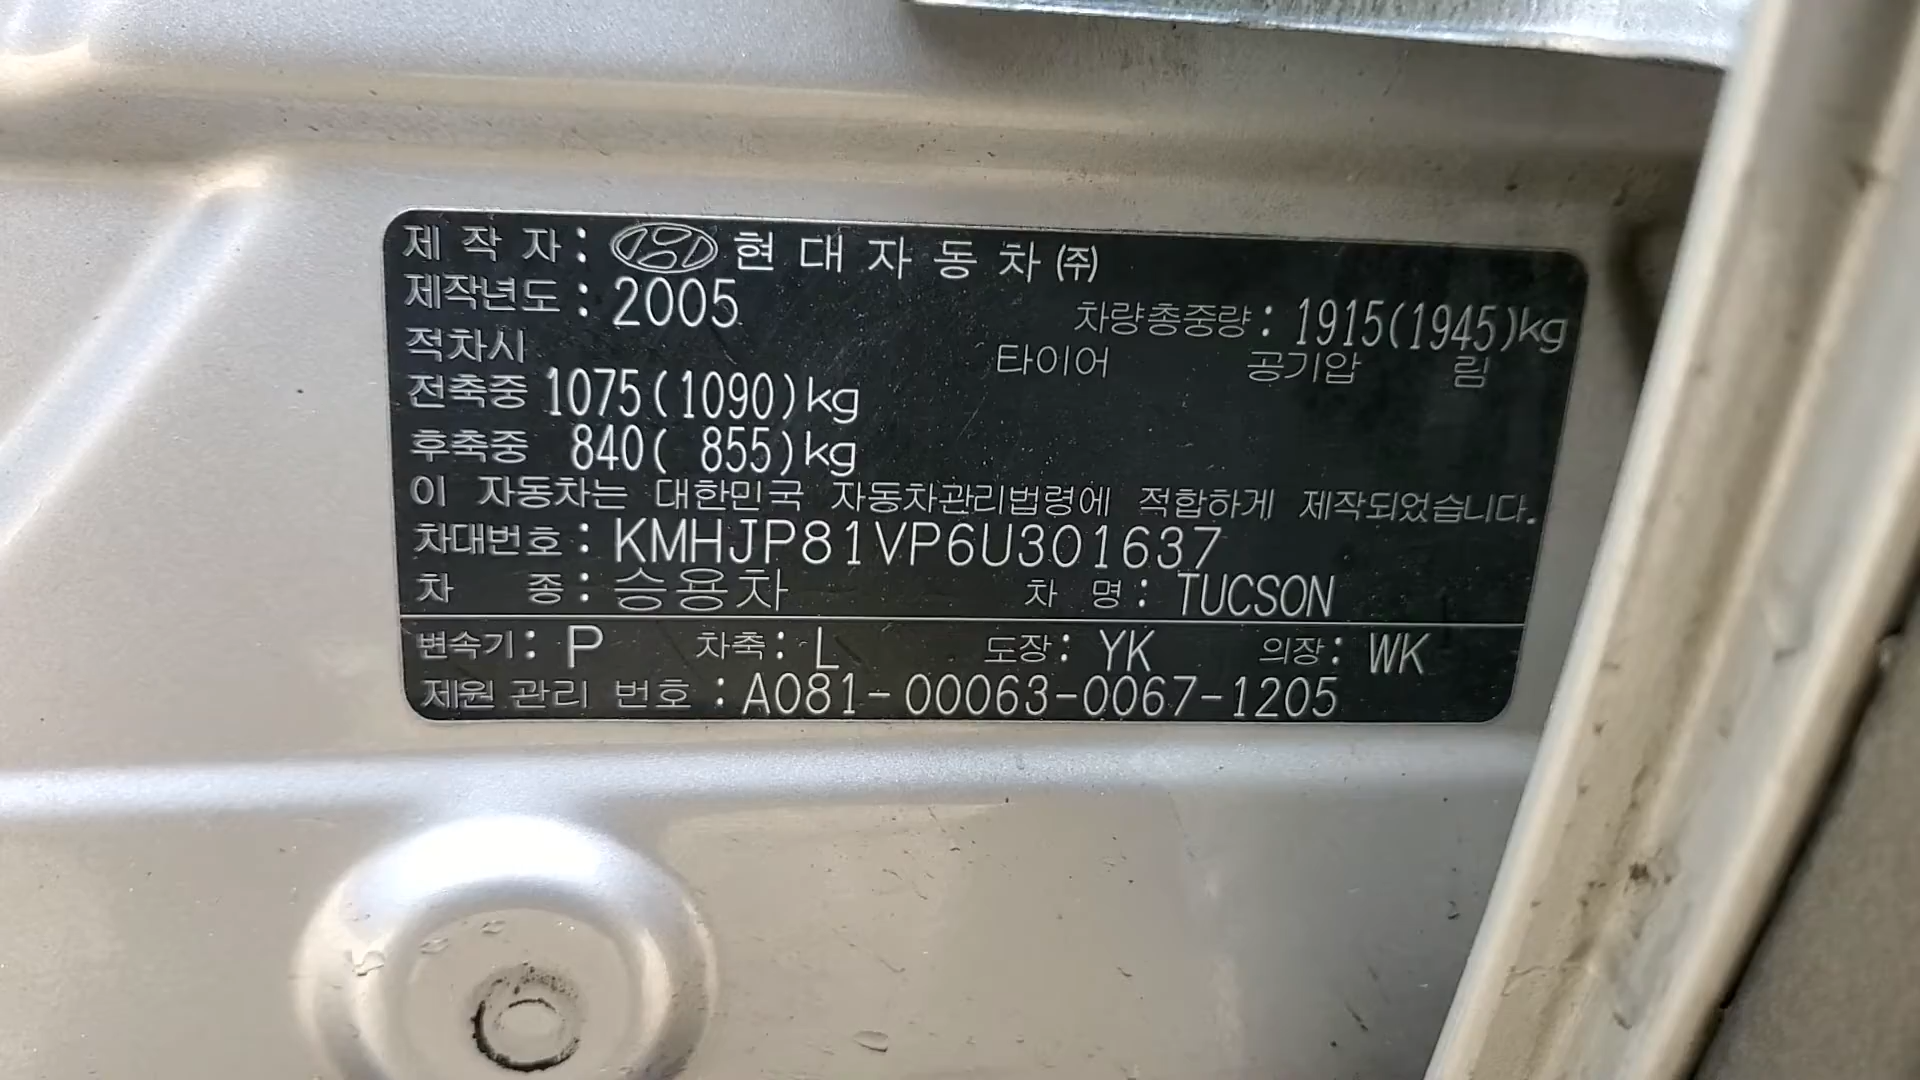 제 작 자 : 현 대 자 동 차 (주)
제작년도 : 2005
차량총중량 : 1915(1945)kg
적차시 타이어 공기압 림
전축중 1075(1090)kg
후축중 840( 855)kg
이 자동차는 대한민국 자동차관리법령에 적합하게 제작되었습니다.
차대번호 : KMHJP81VP6U301637
차 종 : 승용차 차 명 : TUCSON
변속기 : P 차축 : L 도장 : YK 의장 : WK
제원 관리 번호 : A081-00063-0067-1205